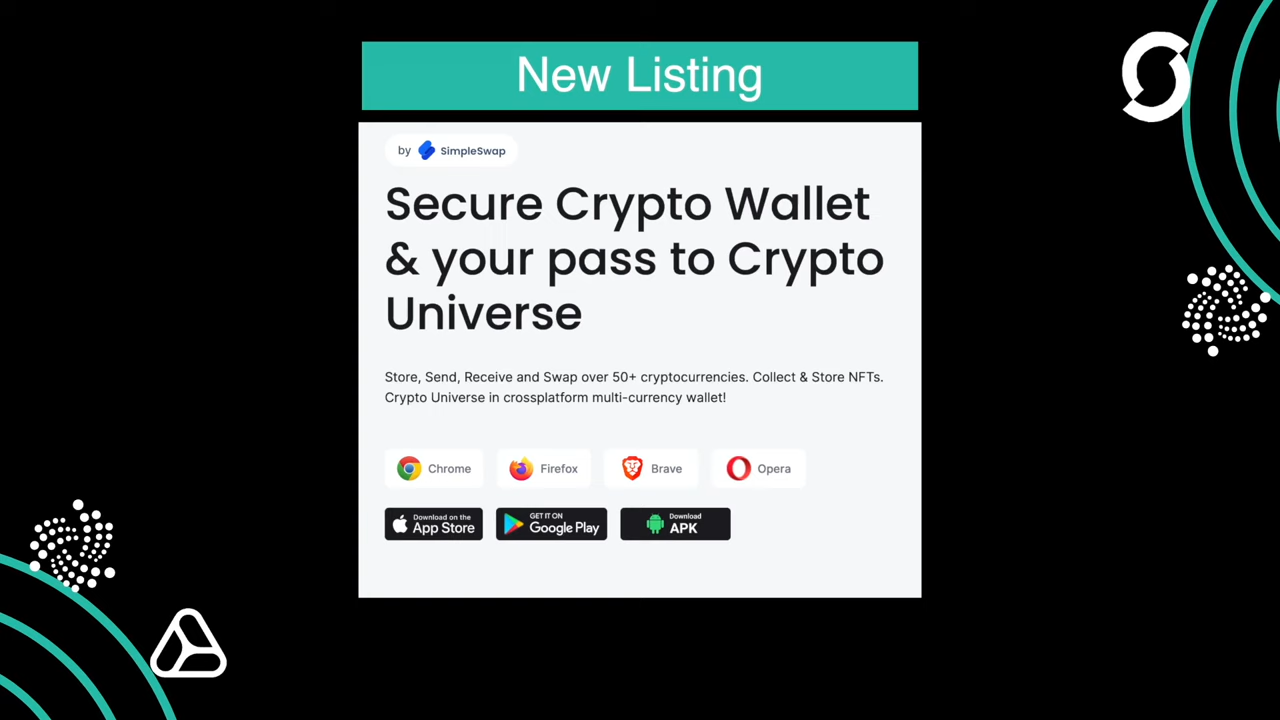 New Listing
by SimpleSwap
Secure Crypto Wallet
& your pass to Crypto
Universe
Store, Send, Receive and Swap over 50+ cryptocurrencies. Collect & Store NFTs.
Crypto Universe in crossplatform multi-currency wallet!
Chrome Firefox Brave Opera
Download on the GET IT ON Download
App Store Google Play APK